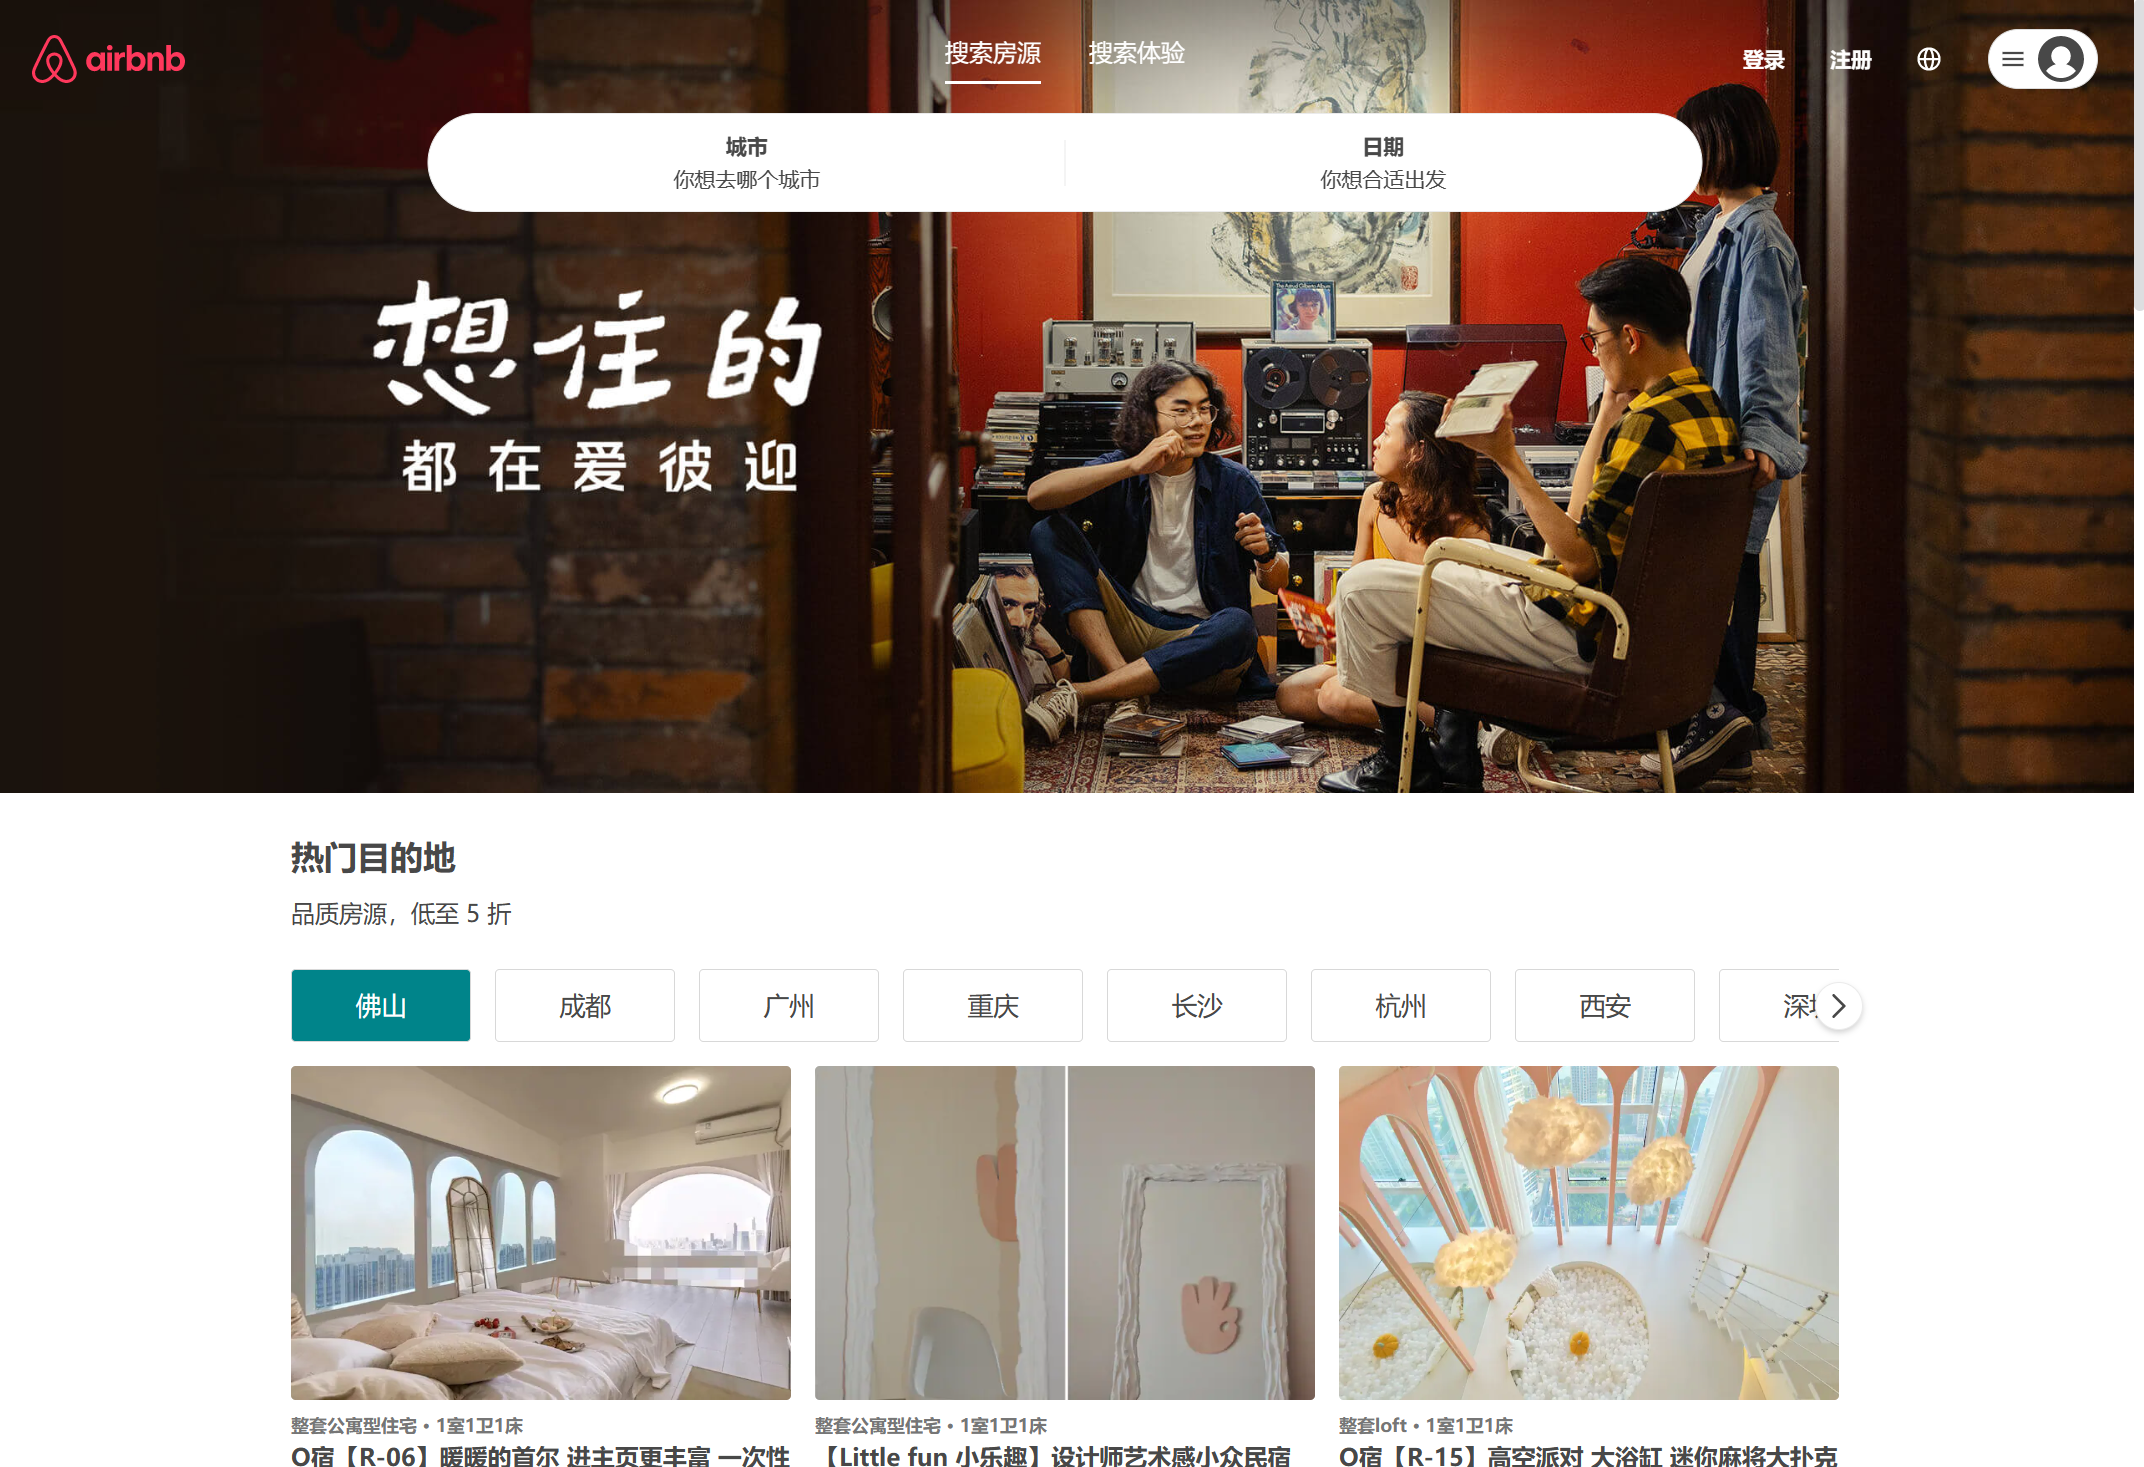 airbnb
搜索房源
搜索体验
登录
注册
城市
你想去哪个城市
日期
你想合适出发
想住的
都在爱彼迎
热门目的地
品质房源，低至 5 折
佛山
成都
广州
重庆
长沙
杭州
西安
整套公寓型住宅 • 1室1卫1床
O宿【R-06】暖暖的首尔 进主页更丰富 一次性
整套公寓型住宅 • 1室1卫1床
【Little fun 小乐趣】设计师艺术感小众民宿
整套loft • 1室1卫1床
O宿【R-15】高空派对 大浴缸 迷你麻将大扑克